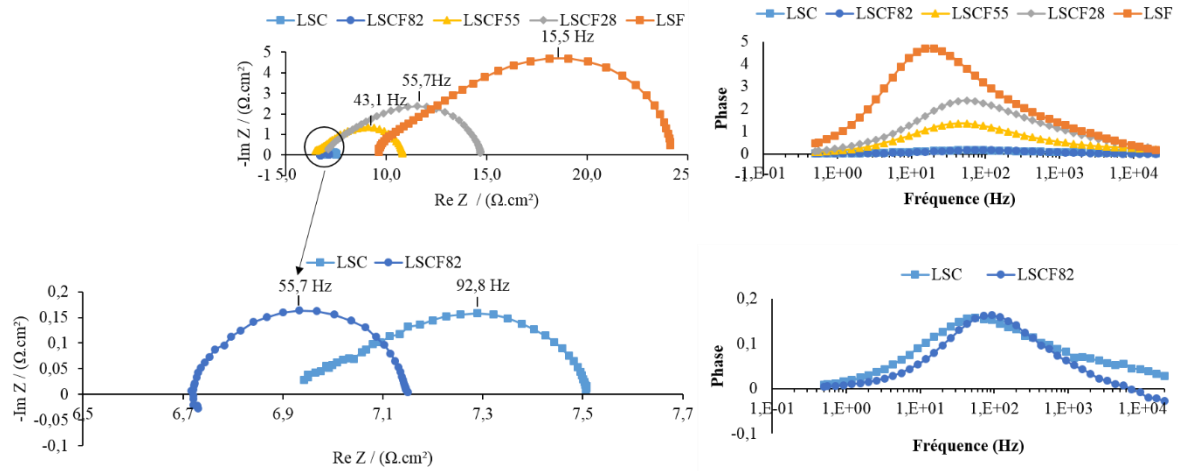 LSC LSCF82 LSCF55 LSCF28 LSF
15,5 Hz
55,7Hz
43,1 Hz
-Im Z / (Ω.cm²)
5
4
3
2
1
0
-1
5,0 10,0 15,0 20,0 25,0
Re Z / (Ω.cm²)
LSC LSCF82 LSCF55 LSCF28 LSF
Phase
5
4
3
2
1
0
-1
1,E-01 1,E+00 1,E+01 1,E+02 1,E+03 1,E+04
Fréquence (Hz)
LSC LSCF82
55,7 Hz 92,8 Hz
-Im Z / (Ω.cm²)
0,2
0,15
0,1
0,05
0
-0,05
-0,1
6,5 6,7 6,9 7,1 7,3 7,5 7,7
Re Z / (Ω.cm²)
LSC LSCF82
Phase
0,2
0,1
0
-0,1
1,E-01 1,E+00 1,E+01 1,E+02 1,E+03 1,E+04
Fréquence (Hz)